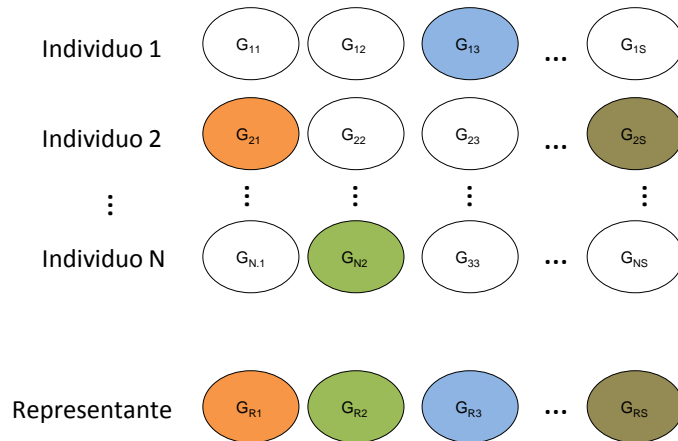 Individuo 1 G11 G12 G13 ... G1S
Individuo 2 G21 G22 G23 ... G2S
⋮ ⋮ ⋮ ⋮ ⋮
Individuo N GN.1 GN2 G33 ... GNS
Representante GR1 GR2 GR3 ... GRS